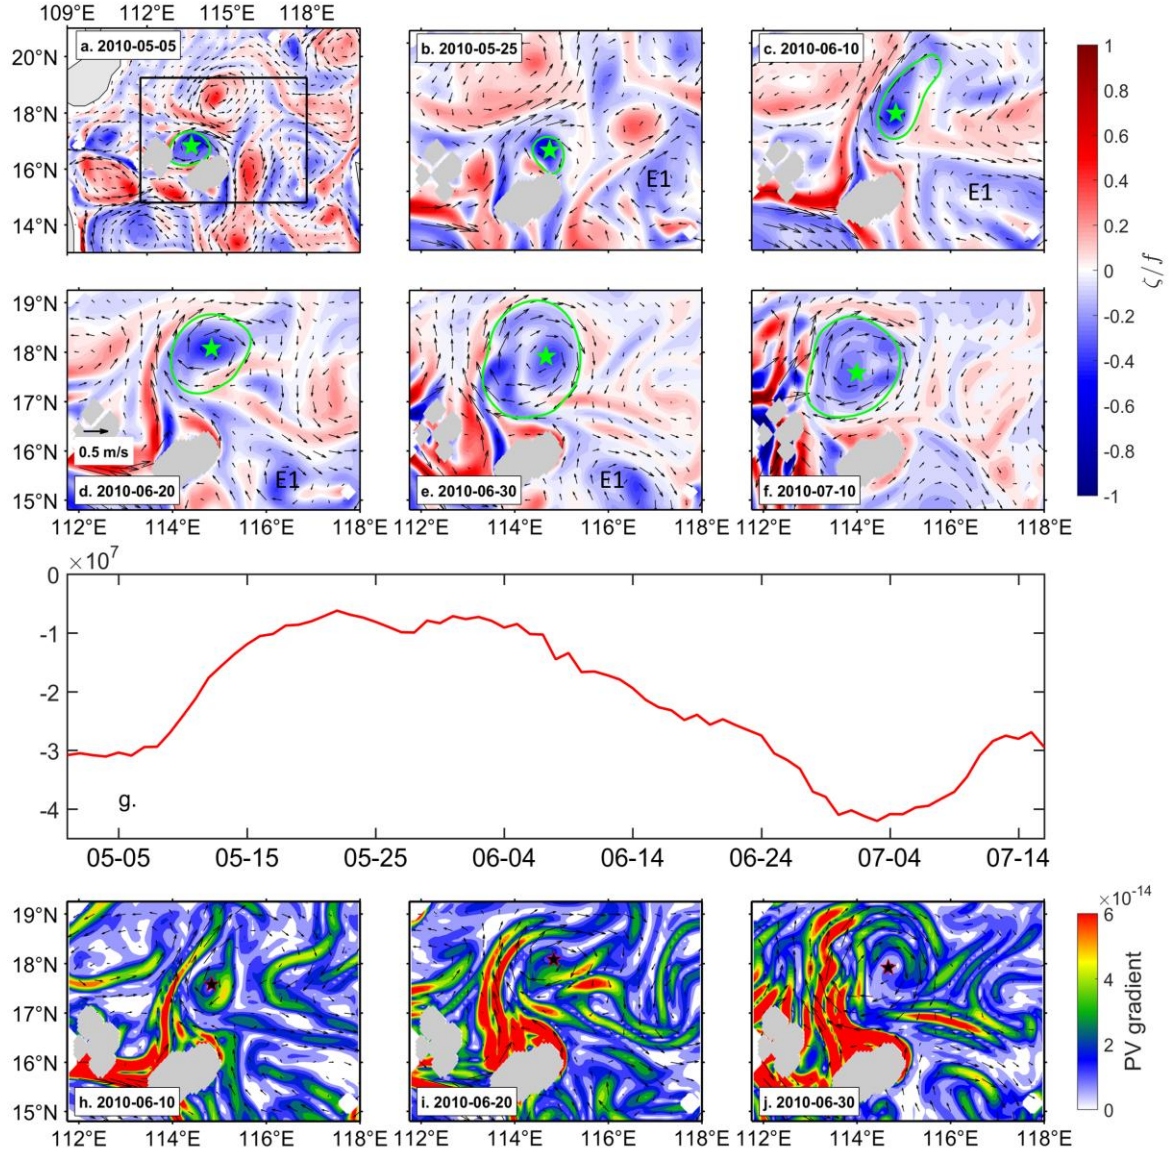 109°E 112°E 115°E 118°E
20°N
18°N
16°N
14°N
a. 2010-05-05
b. 2010-05-25
E1
c. 2010-06-10
E1
1
0.8
0.6
0.4
0.2
0
-0.2
-0.4
-0.6
-0.8
-1
ζ/f
19°N
18°N
17°N
16°N
15°N
0.5 m/s
E1
d. 2010-06-20
E1
e. 2010-06-30
f. 2010-07-10
112°E 114°E 116°E 118°E
112°E 114°E 116°E 118°E
112°E 114°E 116°E 118°E
×10⁷
0
-1
-2
-3
-4
g.
05-05 05-15 05-25 06-04 06-14 06-24 07-04 07-14
19°N
18°N
17°N
16°N
15°N
h. 2010-06-10
i. 2010-06-20
j. 2010-06-30
112°E 114°E 116°E 118°E
112°E 114°E 116°E 118°E
112°E 114°E 116°E 118°E
×10⁻¹⁴
6
4
2
0
PV gradient